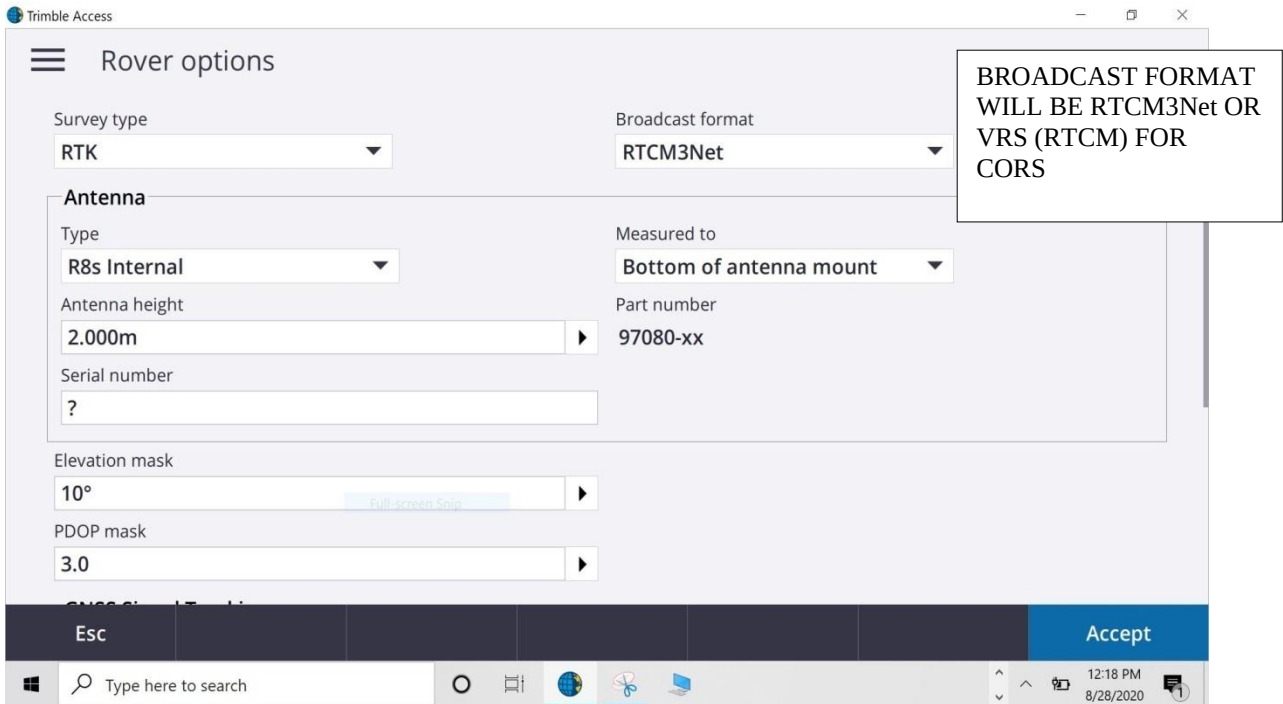 Trimble Access
Rover options
BROADCAST FORMAT
WILL BE RTCM3Net OR
VRS (RTCM) FOR
CORS
Survey type
Broadcast format
RTK
RTCM3Net
Antenna
Type
Measured to
R8s Internal
Bottom of antenna mount
Antenna height
Part number
2.000m
97080-xx
Serial number
?
Elevation mask
10°
Full-screen Snip
PDOP mask
3.0
Esc
Accept
Type here to search
12:18 PM
8/28/2020
1